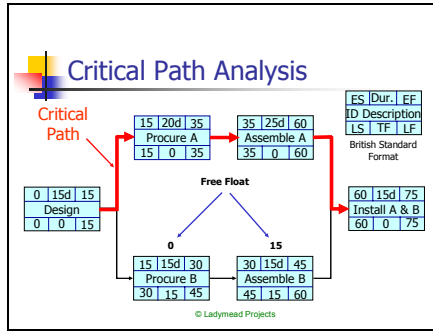 Critical Path Analysis
Critical
Path
15 20d 35
Procure A
15 0 35
35 25d 60
Assemble A
35 0 60
ES Dur. EF
ID Description
LS TF LF
British Standard
Format
Free Float
0 15d 15
Design
0 0 15
60 15d 75
Install A & B
60 0 75
0
15
15 15d 30
Procure B
30 15 45
30 15d 45
Assemble B
45 15 60
© Ladymead Projects